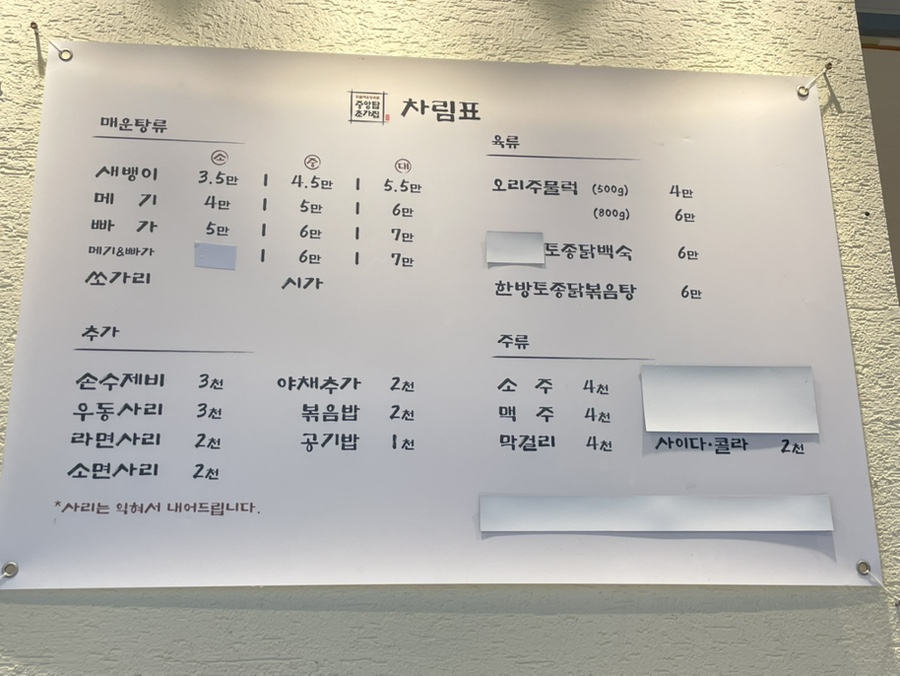 중앙탑
초가집
차림표
매운탕류
소 중 대
새뱅이 3.5만 | 4.5만 | 5.5만
메 기 4만 | 5만 | 6만
빠 가 5만 | 6만 | 7만
메기&빠가 | 6만 | 7만
쏘가리 시가
육류
오리주물럭 (500g) 4만
(800g) 6만
토종닭백숙 6만
한방토종닭볶음탕 6만
추가
손수제비 3천 야채추가 2천
우동사리 3천 볶음밥 2천
라면사리 2천 공기밥 1천
소면사리 2천
*사리는 익혀서 내어드립니다.
주류
소 주 4천
맥 주 4천
막걸리 4천 사이다·콜라 2천